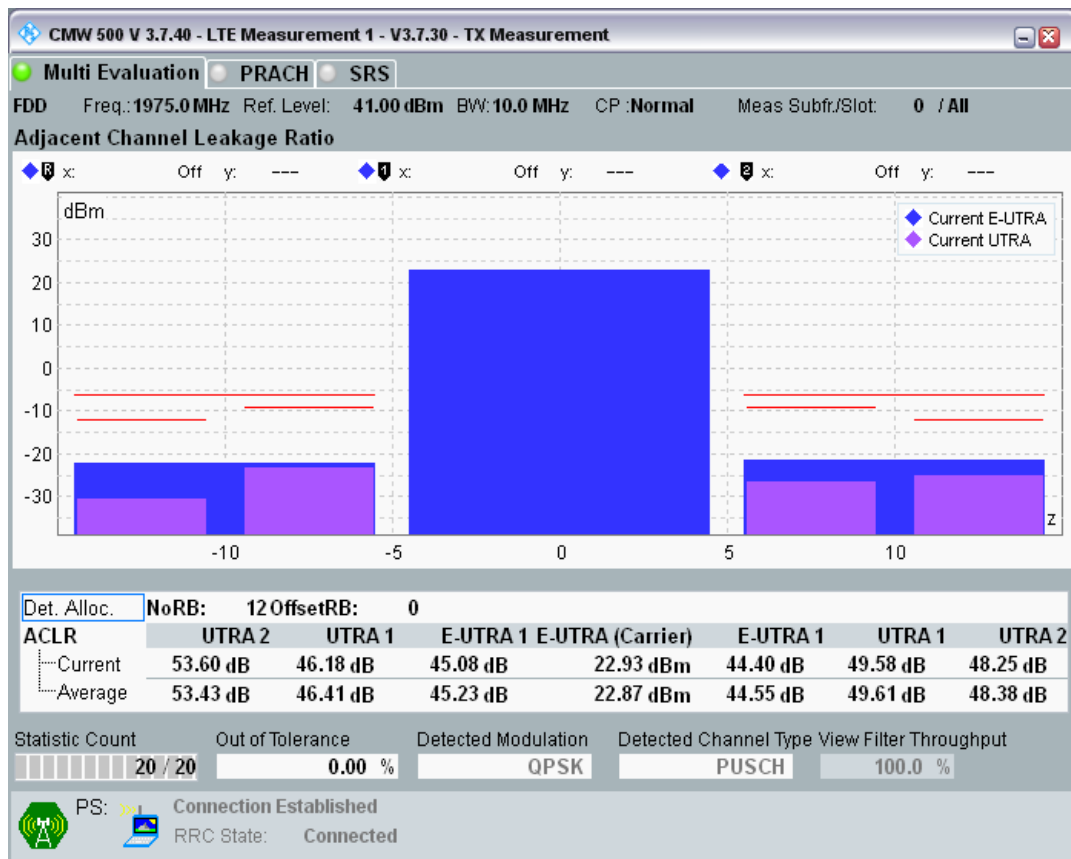 CMW 500 V 3.7.40 - LTE Measurement 1 - V3.7.30 - TX Measurement
Multi Evaluation PRACH SRS
FDD Freq.:1975.0 MHz Ref. Level: 41.00 dBm BW:10.0 MHz CP :Normal Meas Subfr./Slot: 0 / All
Adjacent Channel Leakage Ratio
R x: Off y: --- 1 x: Off y: --- 2 x: Off y: ---
dBm
Current E-UTRA
Current UTRA
30
20
10
0
-10
-20
-30
z
-10 -5 0 5 10
Det. Alloc. NoRB: 12 OffsetRB: 0
ACLR UTRA 2 UTRA 1 E-UTRA 1 E-UTRA (Carrier) E-UTRA 1 UTRA 1 UTRA 2
Current 53.60 dB 46.18 dB 45.08 dB 22.93 dBm 44.40 dB 49.58 dB 48.25 dB
Average 53.43 dB 46.41 dB 45.23 dB 22.87 dBm 44.55 dB 49.61 dB 48.38 dB
Statistic Count Out of Tolerance Detected Modulation Detected Channel Type View Filter Throughput
20 / 20 0.00 % QPSK PUSCH 100.0 %
PS: Connection Established
RRC State: Connected